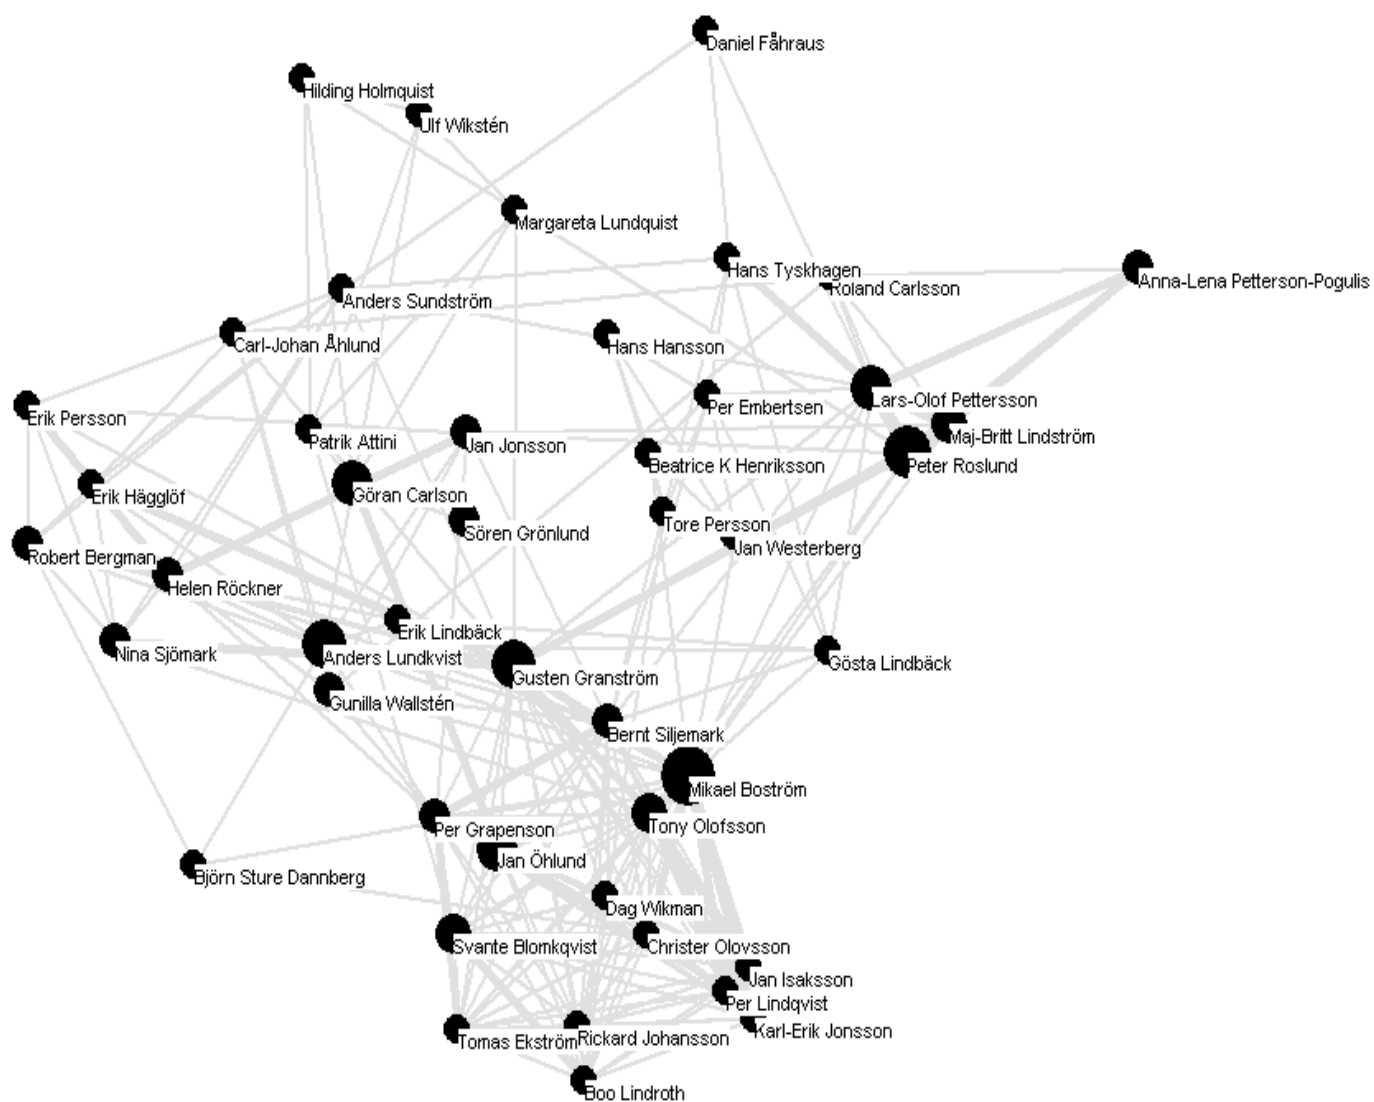 Daniel Fåhraus
Hilding Holmquist
Ulf Wikstén
Margareta Lundquist
Hans Tyskhagen
Anna-Lena Petterson-Pogulis
Roland Carlsson
Anders Sundström
Carl-Johan Åhlund
Hans Hansson
Lars-Olof Pettersson
Per Embertsen
Erik Persson
Maj-Britt Lindström
Patrik Attini
Jan Jonsson
Beatrice K Henriksson
Peter Roslund
Erik Hägglöf
Göran Carlson
Tore Persson
Sören Grönlund
Jan Westerberg
Robert Bergman
Helen Röckner
Erik Lindbäck
Nina Sjömark
Anders Lundkvist
Gösta Lindbäck
Gusten Granström
Gunilla Wallstén
Bernt Siljemark
Mikael Boström
Tony Olofsson
Per Grapenson
Jan Öhlund
Björn Sture Dannberg
Dag Wikman
Svante Blomkqvist
Christer Olovsson
Jan Isaksson
Per Lindqvist
Karl-Erik Jonsson
Tomas Ekström
Rickard Johansson
Boo Lindroth